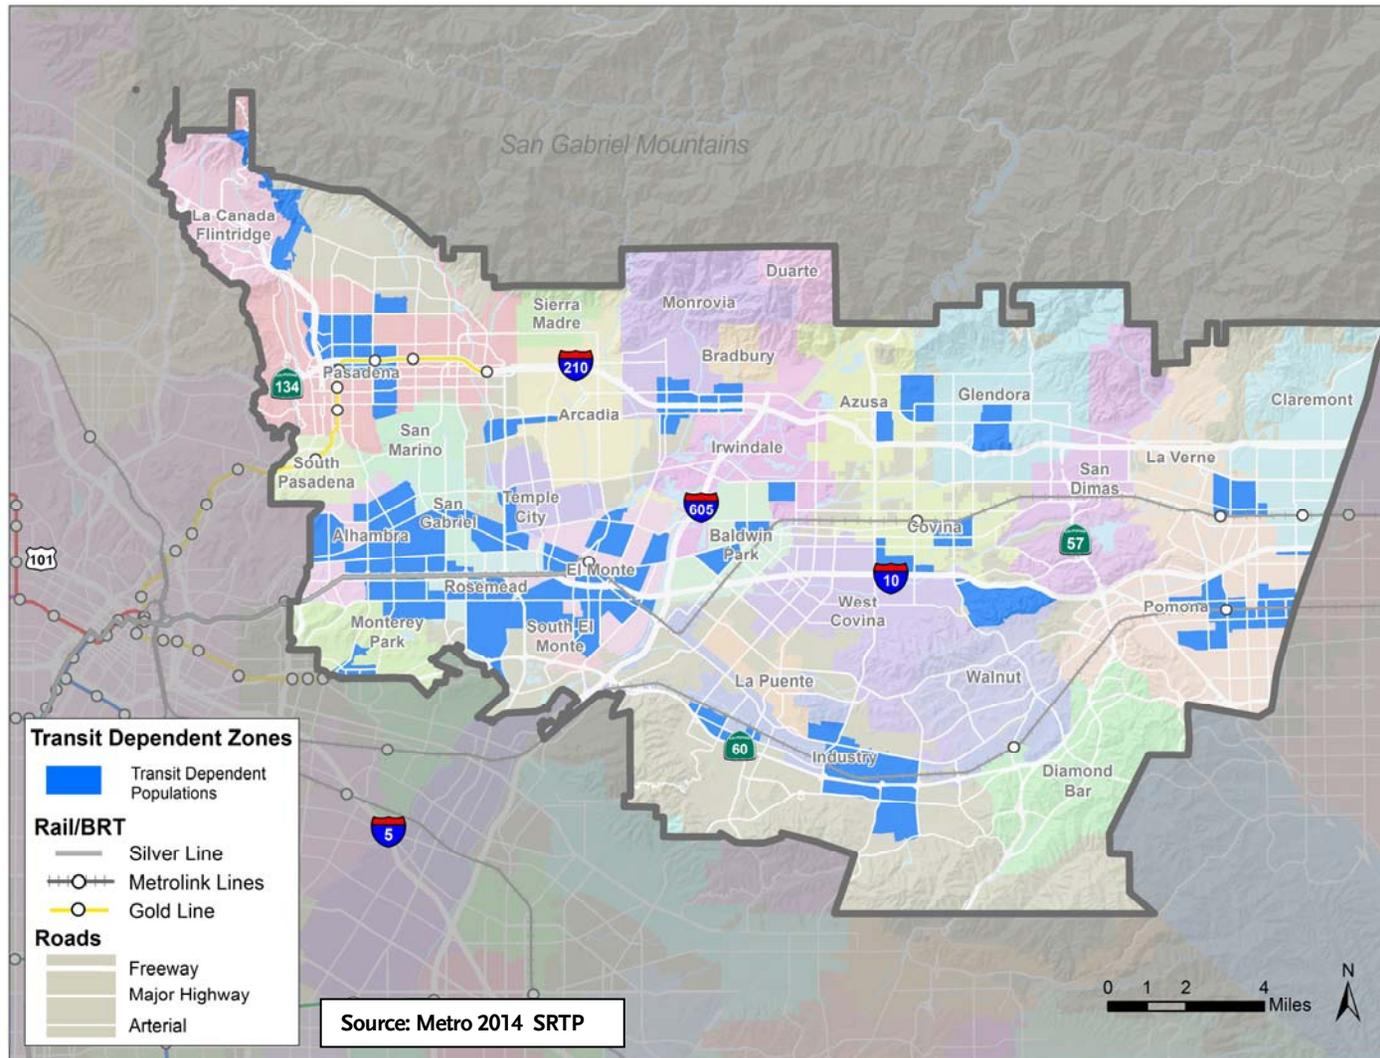 San Gabriel Mountains
La Canada
Flintridge
Duarte
Monrovia
Sierra
Madre
Bradbury
210
Pasadena
134
Azusa
Glendora
Claremont
Arcadia
San
Marino
Irwindale
La Verne
South
Pasadena
San
Dimas
Temple
City
San
Gabriel
605
Alhambra
Baldwin
Park
Covina
57
101
El Monte
10
Rosemead
West
Covina
Pomona
Monterey
Park
South El
Monte
La Puente
Walnut
60
Industry
Diamond
Bar
5
Transit Dependent Zones
Transit Dependent
Populations
Rail/BRT
Silver Line
Metrolink Lines
Gold Line
Roads
Freeway
Major Highway
Arterial
Source: Metro 2014 SRTP
N
0 1 2 4
Miles